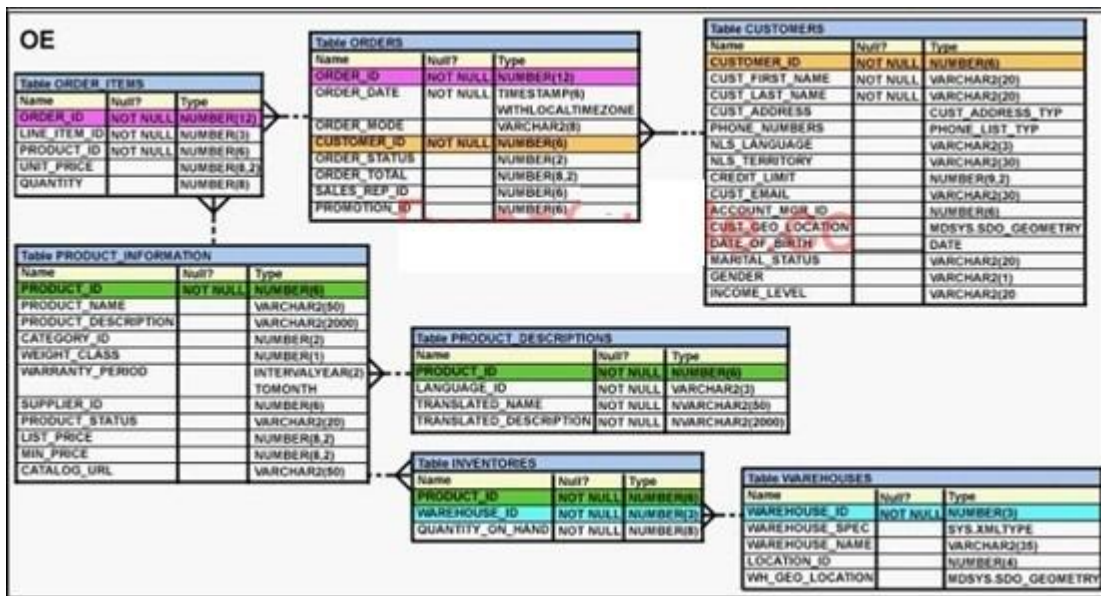 OE
Table ORDER_ITEMS
Name Null? Type
ORDER_ID NOT NULL NUMBER(12)
LINE_ITEM_ID NOT NULL NUMBER(3)
PRODUCT_ID NOT NULL NUMBER(6)
UNIT_PRICE NUMBER(8,2)
QUANTITY NUMBER(8)
Table ORDERS
Name Null? Type
ORDER_ID NOT NULL NUMBER(12)
ORDER_DATE NOT NULL TIMESTAMP(6)
WITHLOCALTIMEZONE
ORDER_MODE VARCHAR2(8)
CUSTOMER_ID NOT NULL NUMBER(6)
ORDER_STATUS NUMBER(2)
ORDER_TOTAL NUMBER(8,2)
SALES_REP_ID NUMBER(6)
PROMOTION_ID NUMBER(6)
Table CUSTOMERS
Name Null? Type
CUSTOMER_ID NOT NULL NUMBER(6)
CUST_FIRST_NAME NOT NULL VARCHAR2(20)
CUST_LAST_NAME NOT NULL VARCHAR2(20)
CUST_ADDRESS CUST_ADDRESS_TYP
PHONE_NUMBERS PHONE_LIST_TYP
NLS_LANGUAGE VARCHAR2(3)
NLS_TERRITORY VARCHAR2(30)
CREDIT_LIMIT NUMBER(9,2)
CUST_EMAIL VARCHAR2(30)
ACCOUNT_MGR_ID NUMBER(6)
CUST_GEO_LOCATION MDSYS.SDO_GEOMETRY
DATE_OF_BIRTH DATE
MARITAL_STATUS VARCHAR2(20)
GENDER VARCHAR2(1)
INCOME_LEVEL VARCHAR2(20
Table PRODUCT_INFORMATION
Name Null? Type
PRODUCT_ID NOT NULL NUMBER(6)
PRODUCT_NAME VARCHAR2(50)
PRODUCT_DESCRIPTION VARCHAR2(2000)
CATEGORY_ID NUMBER(2)
WEIGHT_CLASS NUMBER(1)
WARRANTY_PERIOD INTERVALYEAR(2)
TOMONTH
SUPPLIER_ID NUMBER(6)
PRODUCT_STATUS VARCHAR2(20)
LIST_PRICE NUMBER(8,2)
MIN_PRICE NUMBER(8,2)
CATALOG_URL VARCHAR2(50)
Table PRODUCT_DESCRIPTIONS
Name Null? Type
PRODUCT_ID NOT NULL NUMBER(6)
LANGUAGE_ID NOT NULL VARCHAR2(3)
TRANSLATED_NAME NOT NULL NVARCHAR2(50)
TRANSLATED_DESCRIPTION NOT NULL NVARCHAR2(2000)
Table INVENTORIES
Name Null? Type
PRODUCT_ID NOT NULL NUMBER(6)
WAREHOUSE_ID NOT NULL NUMBER(3)
QUANTITY_ON_HAND NOT NULL NUMBER(8)
Table WAREHOUSES
Name Null? Type
WAREHOUSE_ID NOT NULL NUMBER(3)
WAREHOUSE_SPEC SYS.XMLTYPE
WAREHOUSE_NAME VARCHAR2(35)
LOCATION_ID NUMBER(4)
WH_GEO_LOCATION MDSYS.SDO_GEOMETRY